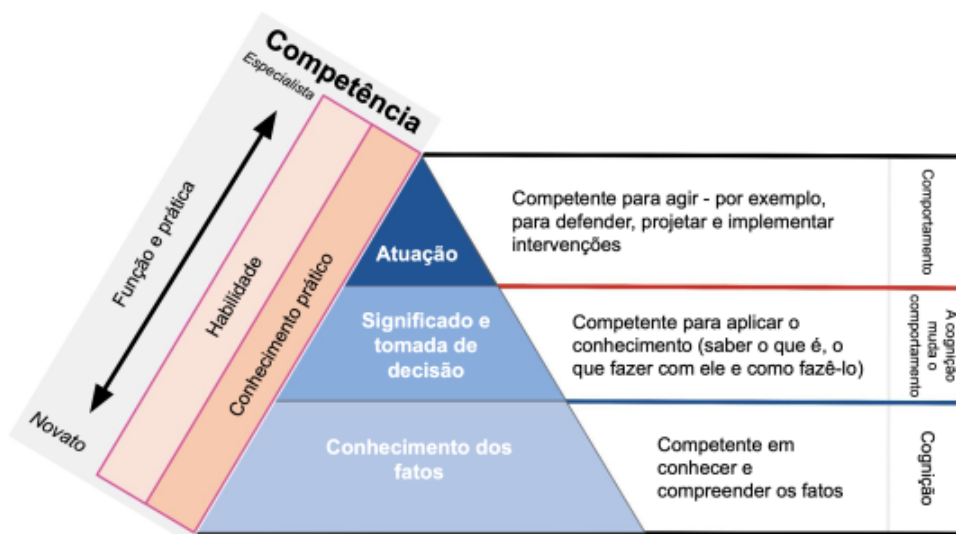 Competência
Especialista
Função e prática
Habilidade
Conhecimento prático
Novato
Atuação
Competente para agir - por exemplo,
para defender, projetar e implementar
intervenções
Comportamento
Significado e
tomada de
decisão
Competente para aplicar o
conhecimento (saber o que é, o
que fazer com ele e como fazê-lo)
A cognição
muda o
comportamento
Conhecimento dos
fatos
Competente em
conhecer e
compreender os fatos
Cognição